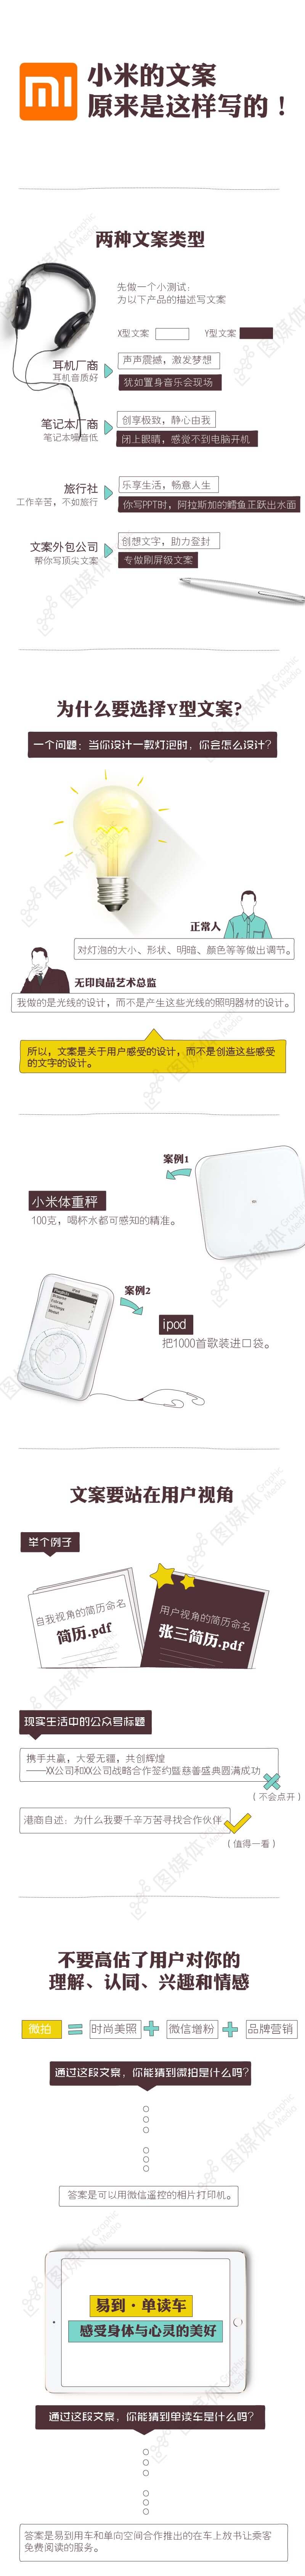 小米的文案
原来是这样写的！
两种文案类型
先做一个小测试：
为以下产品的描述写文案
X型文案
Y型文案
耳机厂商
耳机音质好
声声震撼，激发梦想
犹如置身音乐会现场
笔记本厂商
笔记本噪音低
创享极致，静心由我
闭上眼睛，感觉不到电脑开机
旅行社
工作辛苦，不如旅行
乐享生活，畅意人生
你写PPT时，阿拉斯加的鳕鱼正跃出水面
文案外包公司
帮你写顶尖文案
创想文字，助力登封
专做刷屏级文案
为什么要选择Y型文案?
一个问题：当你设计一款灯泡时，你会怎么设计?
正常人
对灯泡的大小、形状、明暗、颜色等等做出调节。
无印良品艺术总监
我做的是光线的设计，而不是产生这些光线的照明器材的设计。
所以，文案是关于用户感受的设计，而不是创造这些感受
的文字的设计。
案例1
小米体重秤
100克，喝杯水都可感知的精准。
案例2
ipod
把1000首歌装进口袋。
文案要站在用户视角
举个例子
自我视角的简历命名
简历.pdf
用户视角的简历命名
张三简历.pdf
现实生活中的公众号标题
携手共赢，大爱无疆，共创辉煌
——XX公司和XX公司战略合作签约暨慈善盛典圆满成功
（不会点开）
港商自述：为什么我要千辛万苦寻找合作伙伴
（值得一看）
不要高估了用户对你的
理解、认同、兴趣和情感
微拍 = 时尚美照 + 微信增粉 + 品牌营销
通过这段文案，你能猜到微拍是什么吗?
答案是可以用微信遥控的相片打印机。
易到·单读车
感受身体与心灵的美好
通过这段文案，你能猜到单读车是什么吗?
答案是易到用车和单向空间合作推出的在车上放书让乘客
免费阅读的服务。